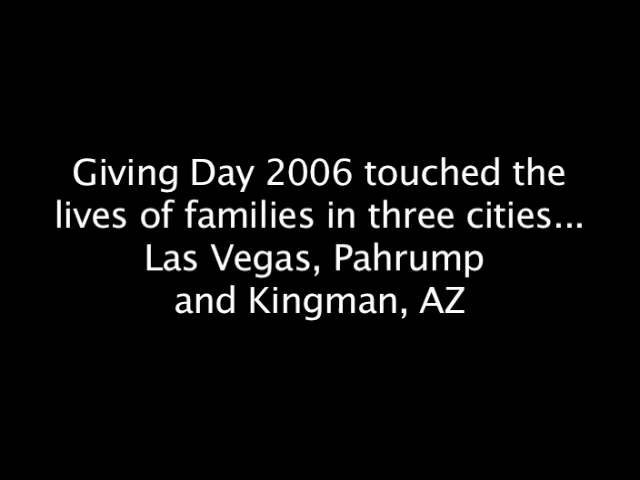 Giving Day 2006 touched the
lives of families in three cities...
Las Vegas, Pahrump
and Kingman, AZ